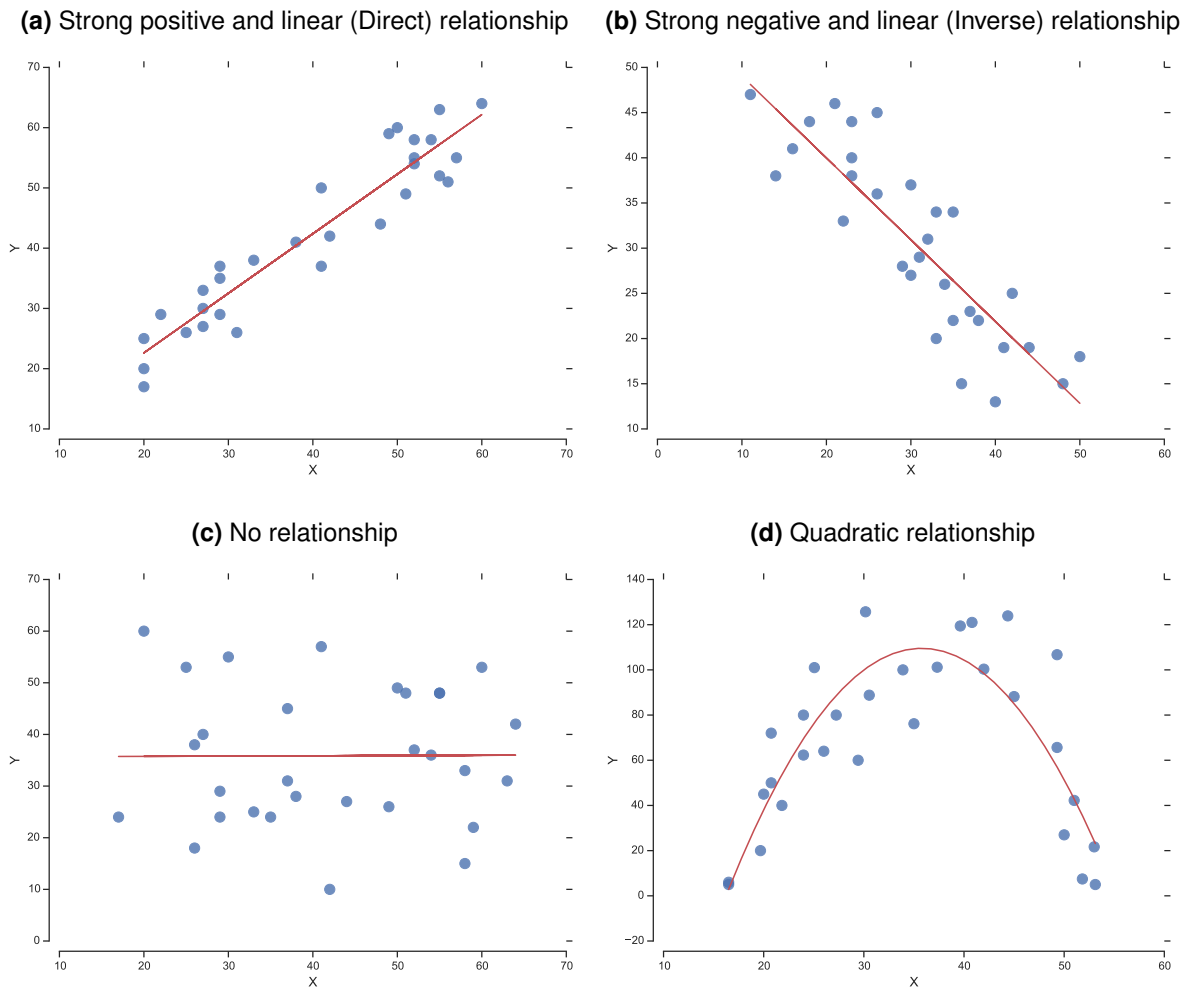 (a) Strong positive and linear (Direct) relationship
70
60
50
40
30
20
10
Y
10 20 30 40 50 60 70
X
(b) Strong negative and linear (Inverse) relationship
50
45
40
35
30
25
20
15
10
Y
0 10 20 30 40 50 60
X
(c) No relationship
70
60
50
40
30
20
10
0
Y
10 20 30 40 50 60 70
X
(d) Quadratic relationship
140
120
100
80
60
40
20
0
−20
Y
10 20 30 40 50 60
X